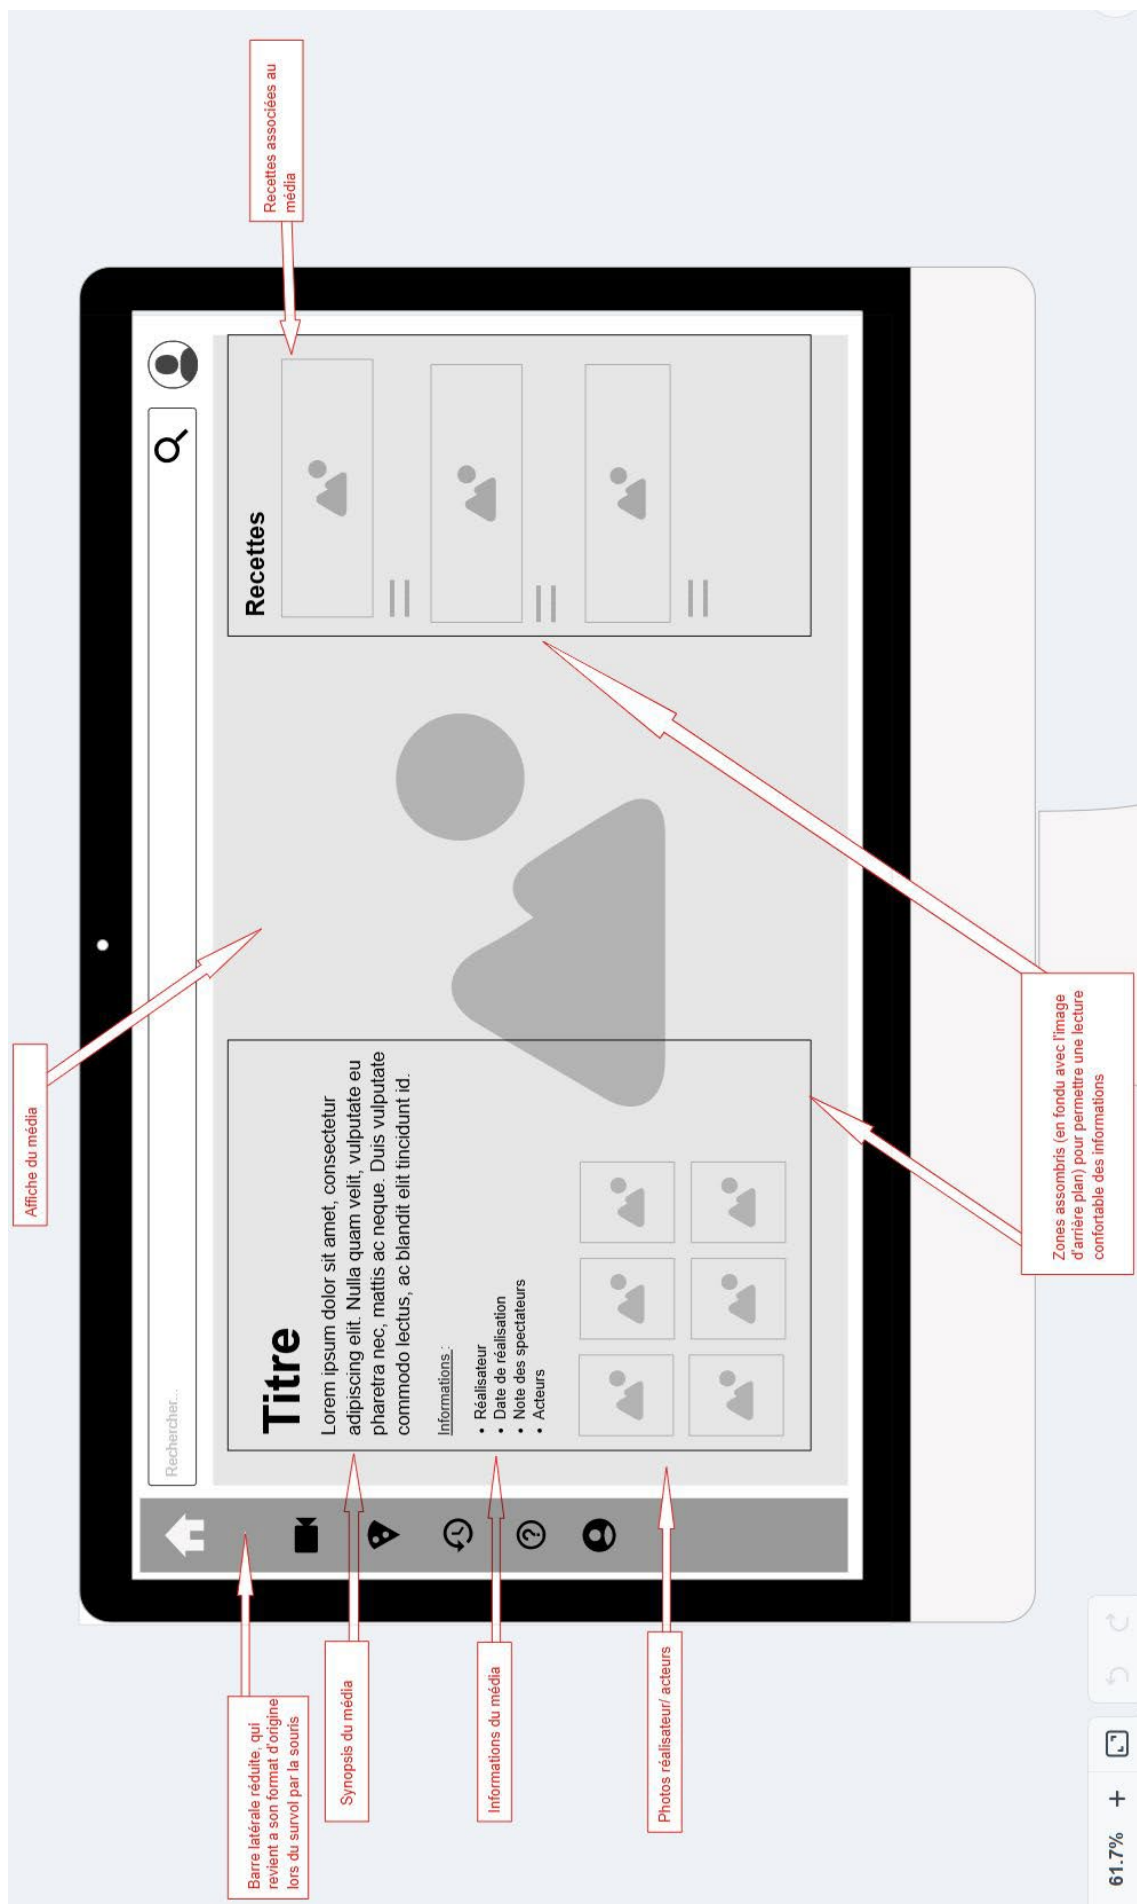 Affiche du média
Recettes associées au
média
Barre latérale réduite, qui
revient a son format d'origine
lors du survol par la souris
Rechercher...
Titre
Lorem ipsum dolor sit amet, consectetur
adipiscing elit. Nulla quam velit, vulputate eu
pharetra nec, mattis ac neque. Duis vulputate
commodo lectus, ac blandit elit tincidunt id.
Informations :
• Réalisateur
• Date de réalisation
• Note des spectateurs
• Acteurs
Recettes
Synopsis du média
Informations du média
Photos réalisateur/ acteurs
Zones assombris (en fondu avec l'image
d'arrière plan) pour permettre une lecture
confortable des informations
61.7% +